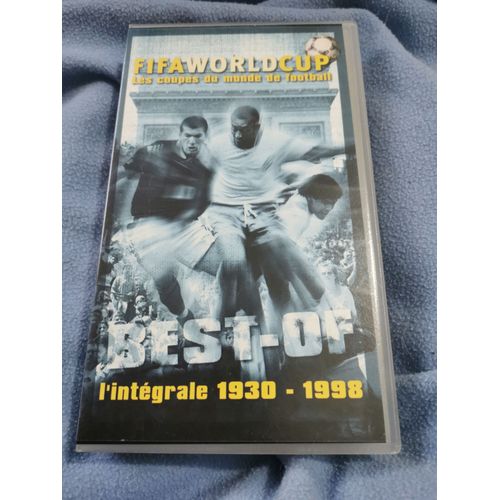 FIFAWORLDCUP
Les coupes du monde de football
BEST-OF
l'intégrale 1930 - 1998